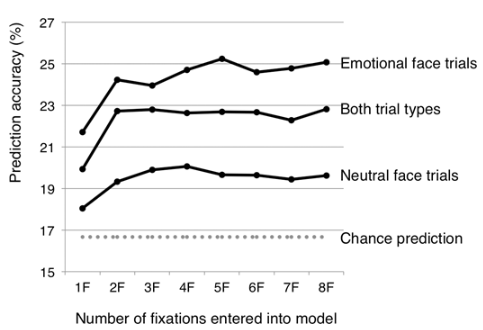 Prediction accuracy (%)
27
25
23
21
19
17
15
Emotional face trials
Both trial types
Neutral face trials
Chance prediction
1F 2F 3F 4F 5F 6F 7F 8F
Number of fixations entered into model